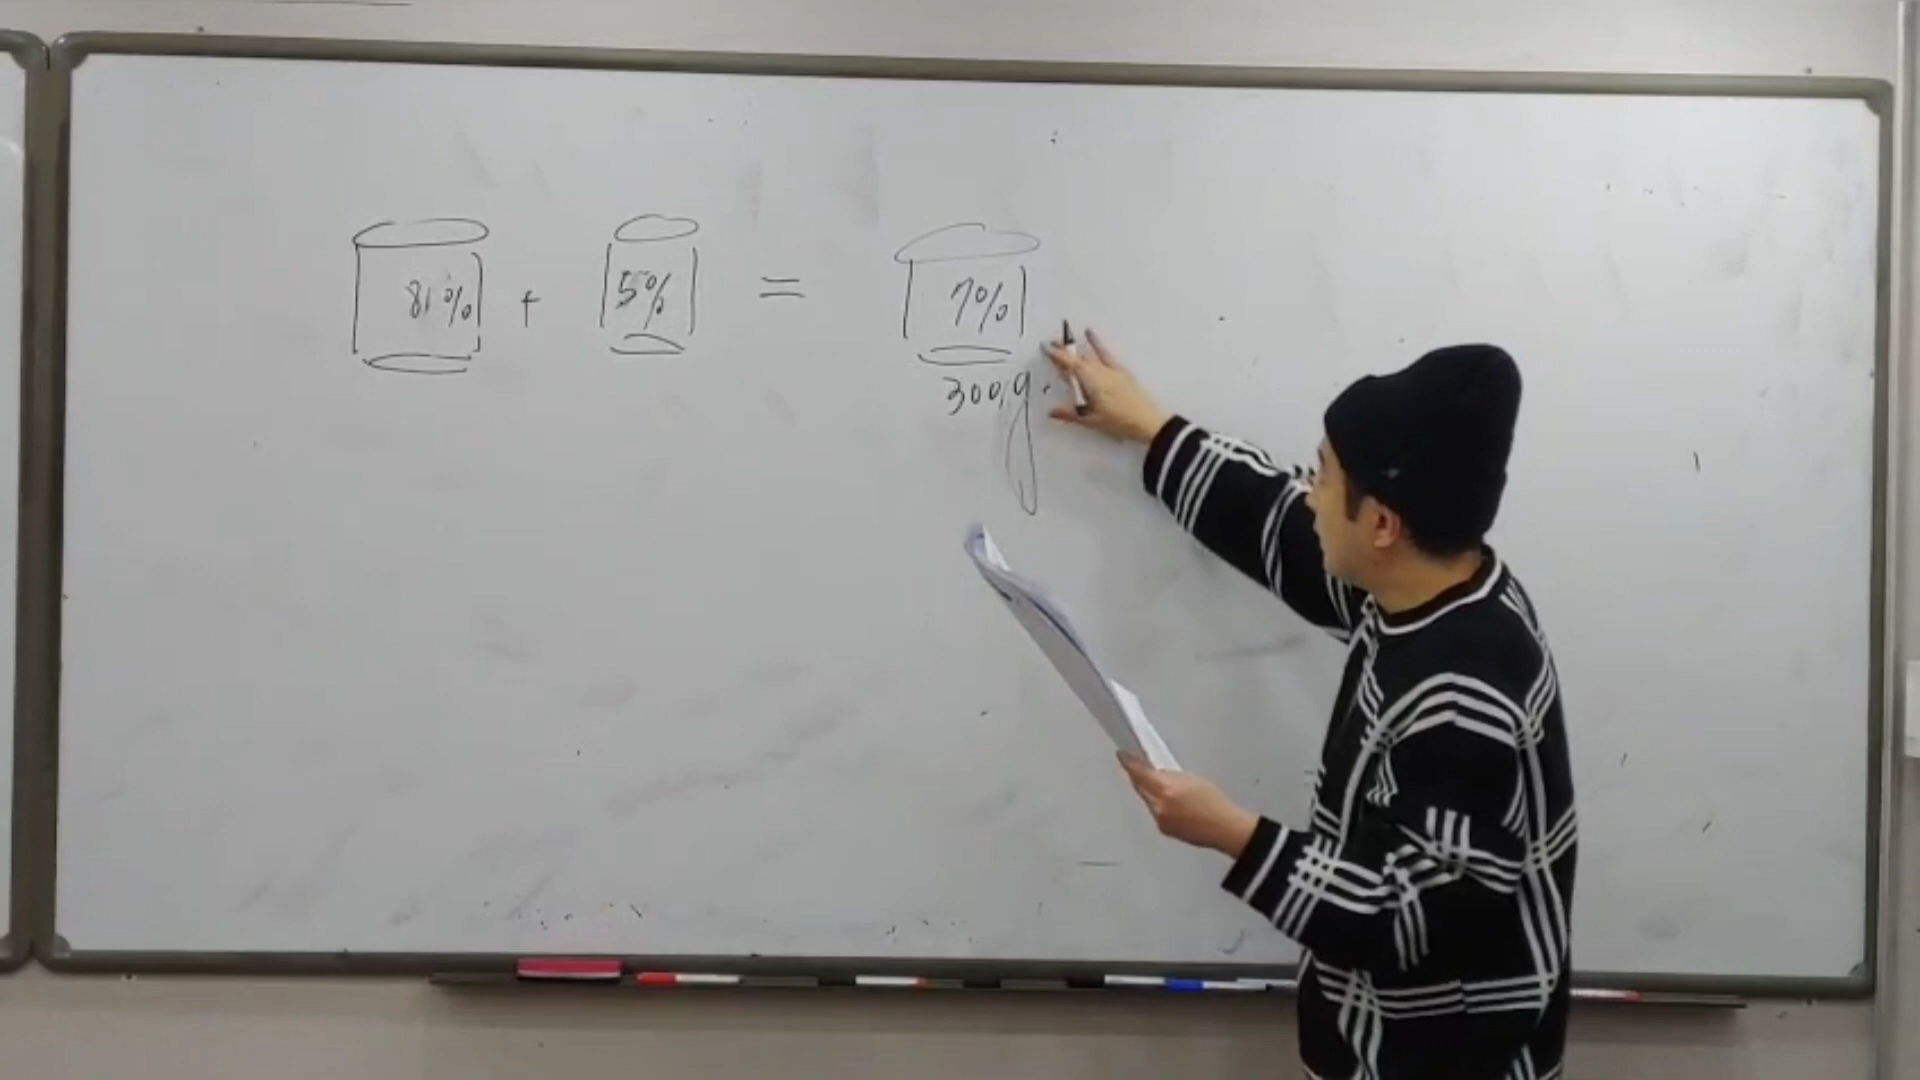 81% + 5% = 7%
300g.